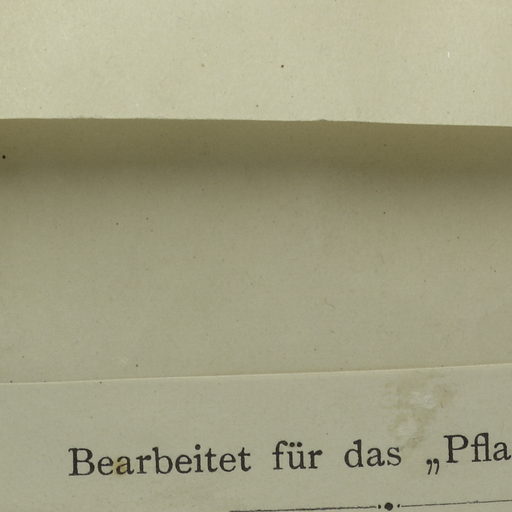 Bearbeitet für das „Pfla